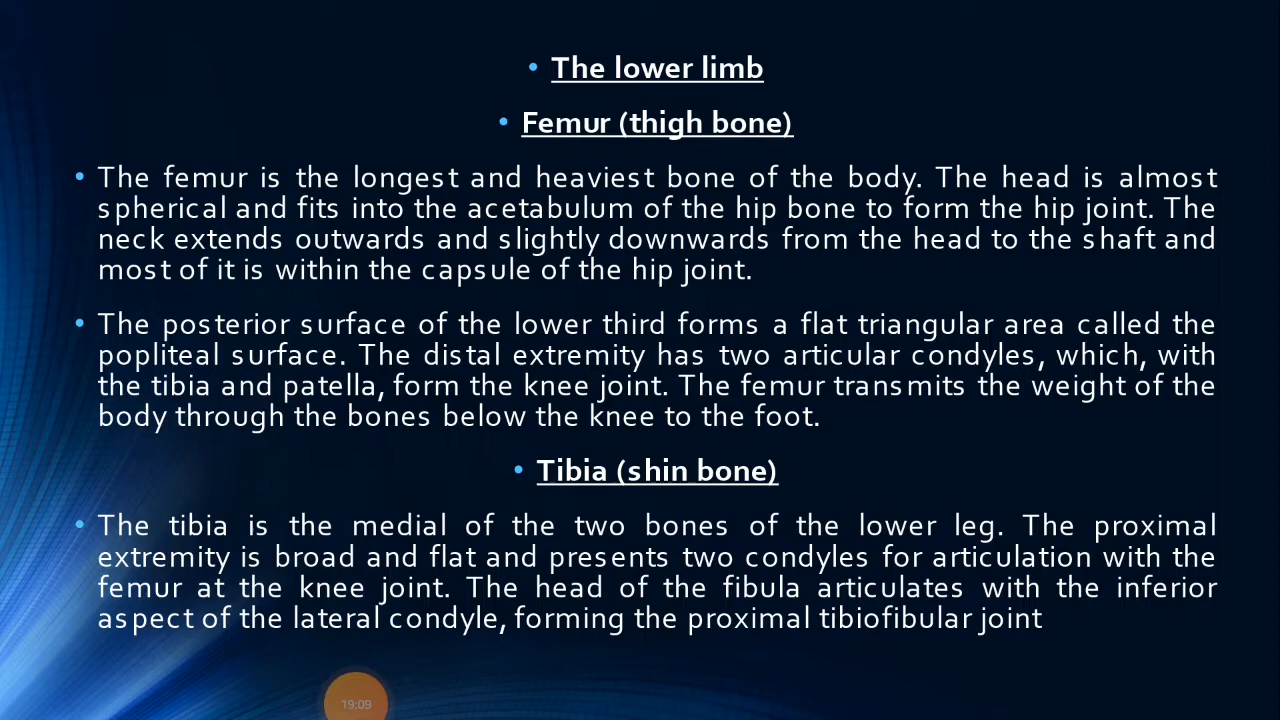 • The lower limb
• Femur (thigh bone)
• The femur is the longest and heaviest bone of the body. The head is almost
spherical and fits into the acetabulum of the hip bone to form the hip joint. The
neck extends outwards and slightly downwards from the head to the shaft and
most of it is within the capsule of the hip joint.
• The posterior surface of the lower third forms a flat triangular area called the
popliteal surface. The distal extremity has two articular condyles, which, with
the tibia and patella, form the knee joint. The femur transmits the weight of the
body through the bones below the knee to the foot.
• Tibia (shin bone)
• The tibia is the medial of the two bones of the lower leg. The proximal
extremity is broad and flat and presents two condyles for articulation with the
femur at the knee joint. The head of the fibula articulates with the inferior
aspect of the lateral condyle, forming the proximal tibiofibular joint
19:09